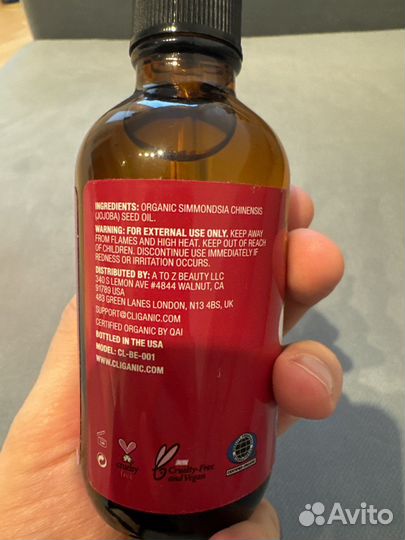 INGREDIENTS: ORGANIC SIMMONDSIA CHINENSIS
(JOJOBA) SEED OIL.
WARNING: FOR EXTERNAL USE ONLY. KEEP AWAY
FROM FLAMES AND HIGH HEAT. KEEP OUT OF REACH
OF CHILDREN. DISCONTINUE USE IMMEDIATELY IF
REDNESS OR IRRITATION OCCURS.
DISTRIBUTED BY: A TO Z BEAUTY LLC
340 S LEMON AVE #4844 WALNUT, CA
91789 USA
483 GREEN LANES LONDON, N13 4BS, UK
SUPPORT@CLIGANIC.COM
CERTIFIED ORGANIC BY QAI
BOTTLED IN THE USA
MODEL: CL-BE-001
WWW.CLIGANIC.COM
cruelty
free
Cruelty-Free
and Vegan
CERTIFIED ORGANIC
Avito